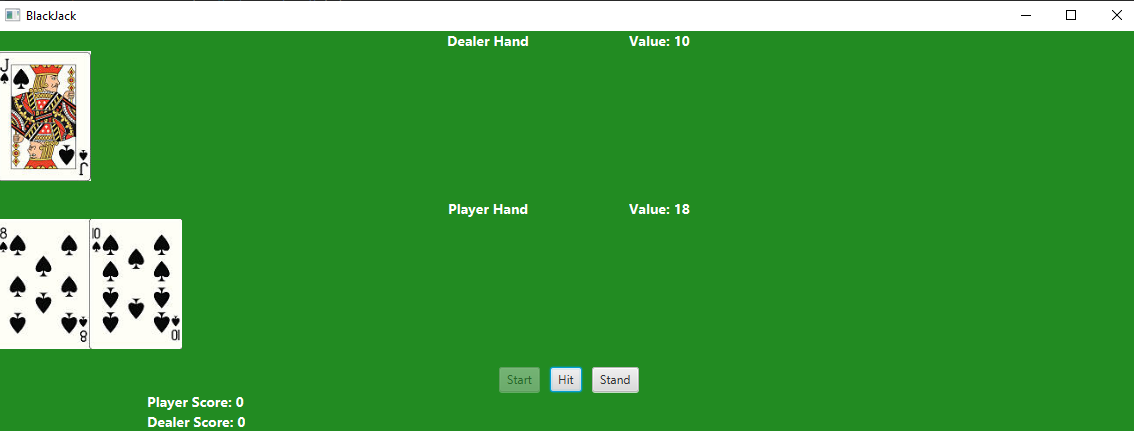 BlackJack
Dealer Hand Value: 10
J
J
Player Hand Value: 18
8 10
8 10
Start Hit Stand
Player Score: 0
Dealer Score: 0